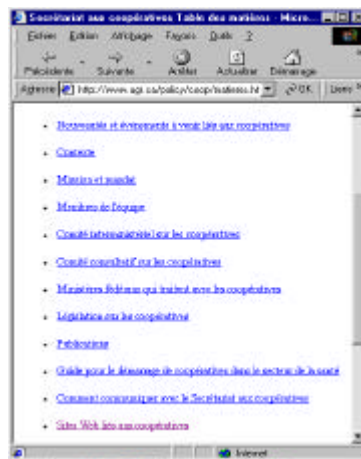 Secrétariat aux coopératives Table des matières - Micro...
Fichier Edition Affichage Favoris Outils ?
Précédente Suivante Arrêter Actualiser Démarrage
Adresse http://www.agr.ca/policy/coop/matieres.ht OK Liens
Nouveautés et événements à venir liés aux coopératives
Contexte
Mission et mandat
Membres de l'équipe
Comité interministériel sur les coopératives
Comité consultatif sur les coopératives
Ministères fédéraux qui traitent avec les coopératives
Législation sur les coopératives
Publications
Guide pour le démarrage de coopératives dans le secteur de la santé
Comment communiquer avec le Secrétariat aux coopératives
Sites Web liés aux coopératives
Internet